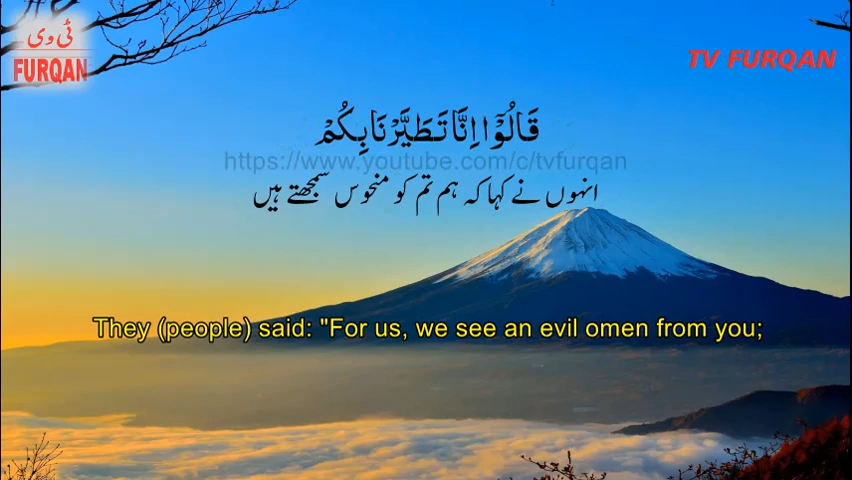 ٹی وی
FURQAN
TV FURQAN
قَالُوْٓا اِنَّا تَطَيَّرْنَا بِكُمْ
https://www.youtube.com/c/tvfurqan
انہوں نے کہا کہ ہم تم کو منحوس سمجھتے ہیں
They (people) said: "For us, we see an evil omen from you;